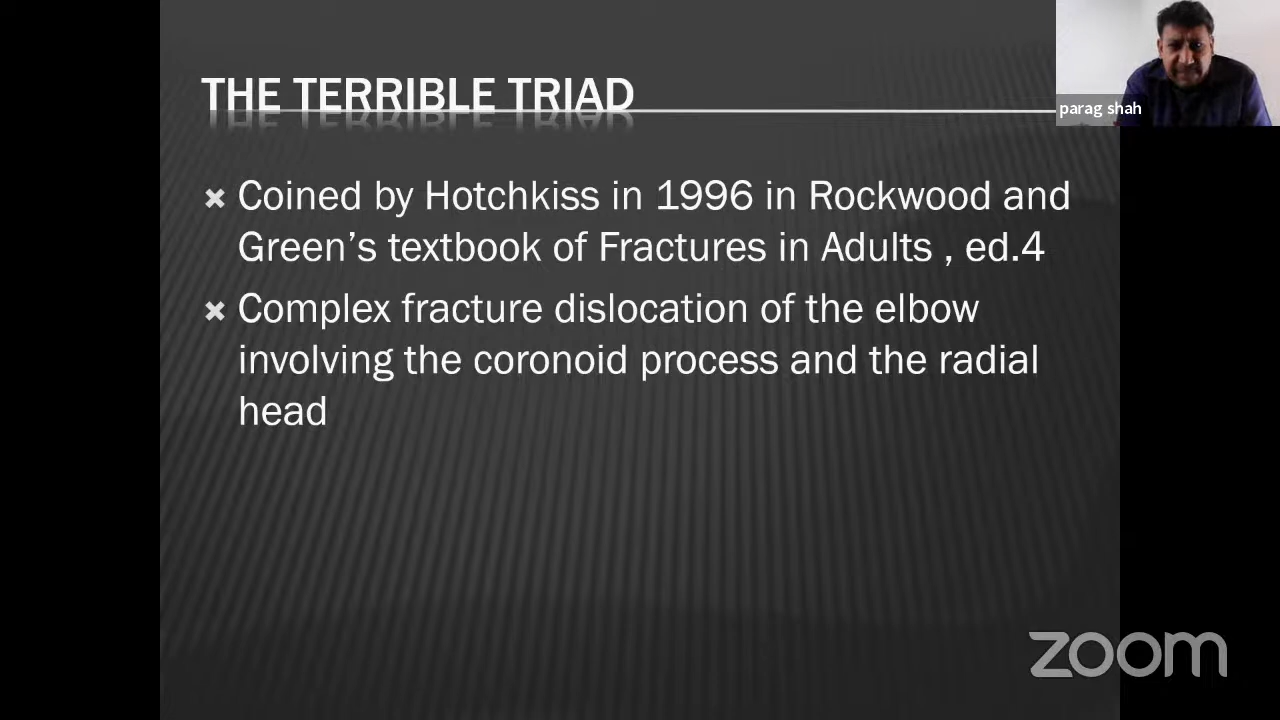 THE TERRIBLE TRIAD
parag shah
Coined by Hotchkiss in 1996 in Rockwood and
Green's textbook of Fractures in Adults , ed.4
Complex fracture dislocation of the elbow
involving the coronoid process and the radial
head
zoom